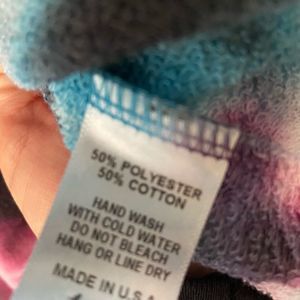 50% POLYESTER
50% COTTON
HAND WASH
WITH COLD WATER
DO NOT BLEACH
HANG OR LINE DRY
MADE IN U.S.A